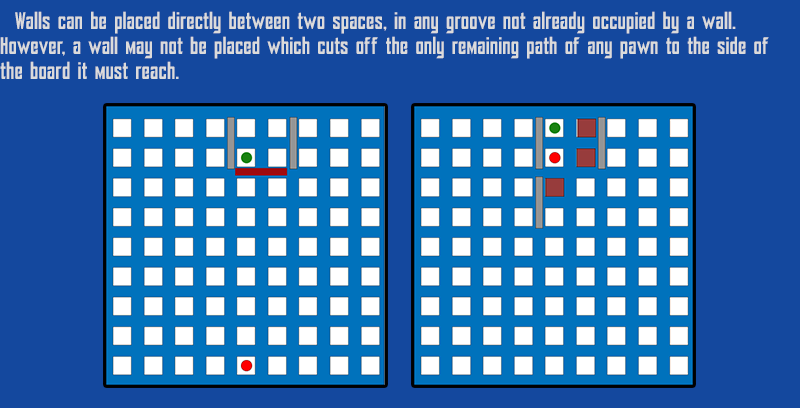 Walls can be placed directly between two spaces, in any groove not already occupied by a wall.
However, a wall may not be placed which cuts off the only remaining path of any pawn to the side of
the board it must reach.